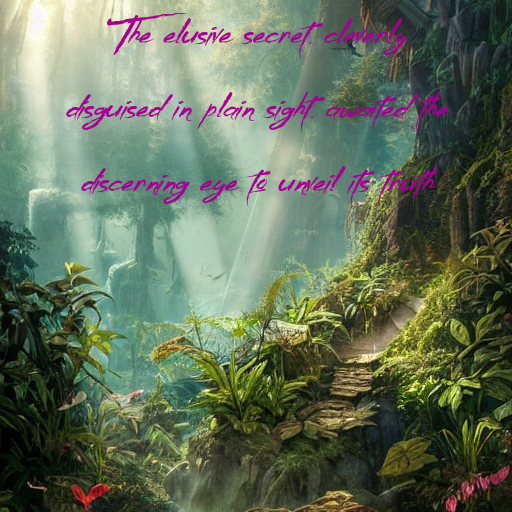 The elusive secret, cleverly
disguised in plain sight, awaited the
discerning eye to unveil its truth